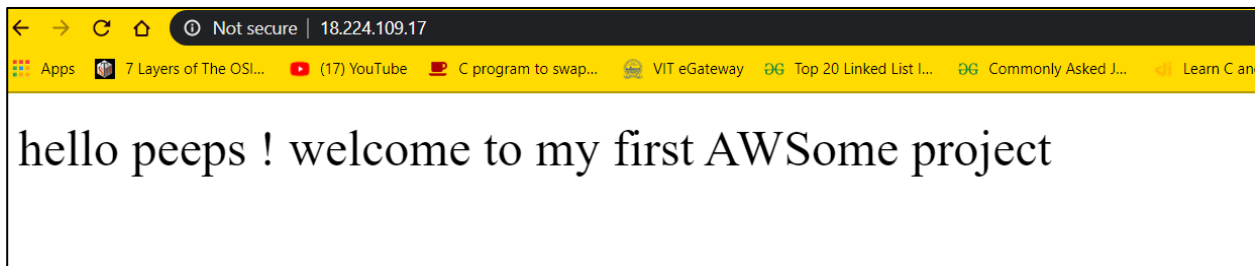 Not secure | 18.224.109.17
Apps 7 Layers of The OSI... (17) YouTube C program to swap... VIT eGateway Top 20 Linked List I... Commonly Asked J... Learn C an
hello peeps ! welcome to my first AWSome project